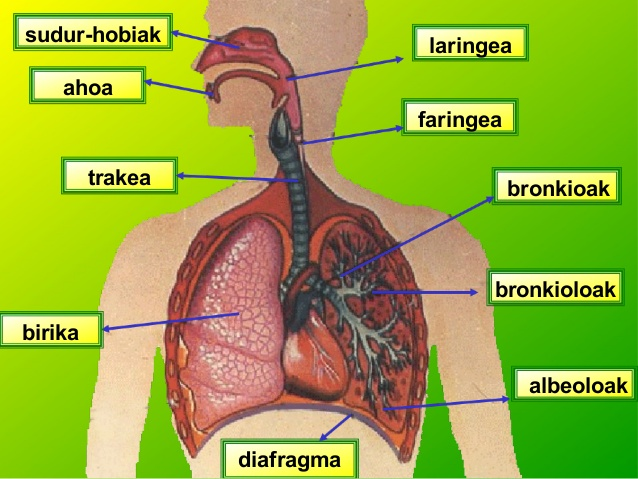 sudur-hobiak
laringea
ahoa
faringea
trakea
bronkioak
bronkioloak
birika
albeoloak
diafragma